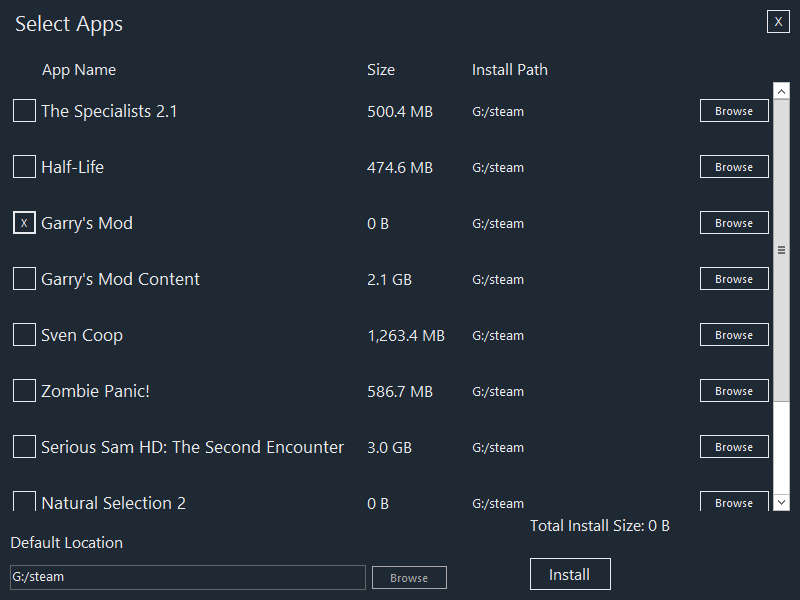 Select Apps
X
App Name Size Install Path
The Specialists 2.1 500.4 MB G:/steam Browse
Half-Life 474.6 MB G:/steam Browse
X Garry's Mod 0 B G:/steam Browse
Garry's Mod Content 2.1 GB G:/steam Browse
Sven Coop 1,263.4 MB G:/steam Browse
Zombie Panic! 586.7 MB G:/steam Browse
Serious Sam HD: The Second Encounter 3.0 GB G:/steam Browse
Natural Selection 2 0 B G:/steam Browse
Total Install Size: 0 B
Default Location
G:/steam Browse Install